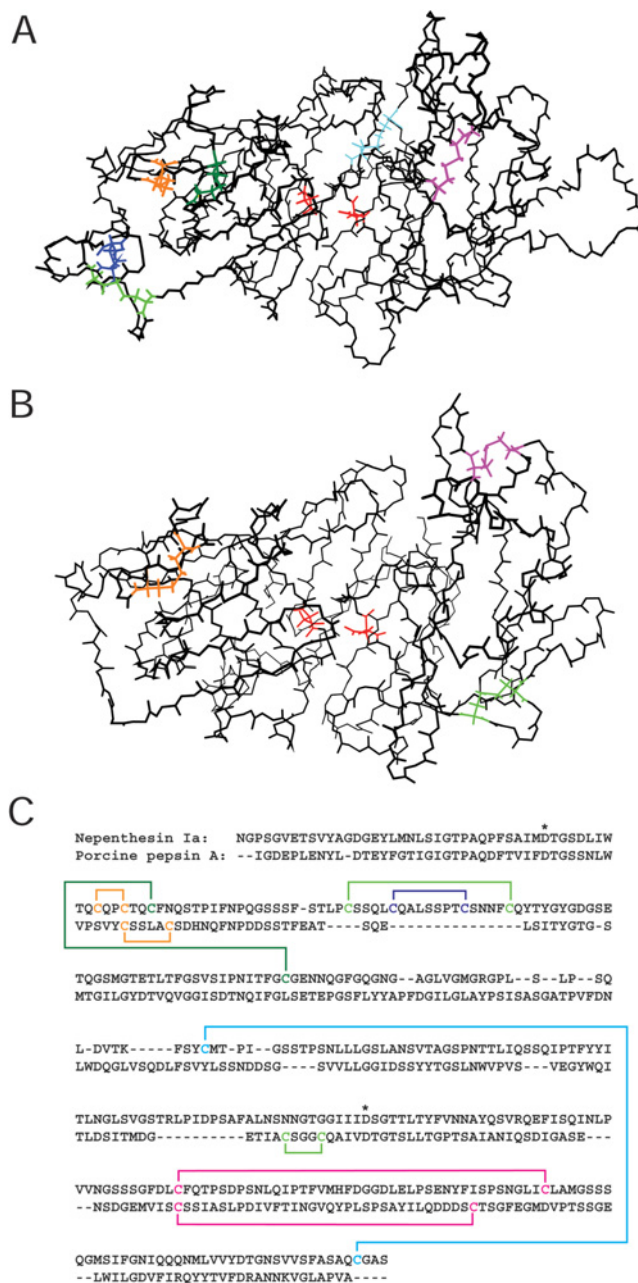 A
B
C
*
Nepenthesin Ia: NGPSGVETSVYAGDGEYLMNLSIGTPAQPFSAIMDTGSDLIW
Porcine pepsin A: --IGDEPLENYL-DTEYFGTIGIGTPAQDFTVIFDTGSSNLW
TQCQPCTQCFNQSTPIFNPQGSSSF-STLPCSSQLCQALSSPTCSNNFCQYTYGYGDGSE
VPSVYCSSLACSDHNQFNPDDSSTFEAT----SQE--------------LSITYGTG-S
TQGSMGTETLTFGSVSIPNITFGCGENNQGFGQGNG--AGLVGMGRGPL--S--LP--SQ
MTGILGYDTVQVGGISDTNQIFGLSETEPGSFLYYAPFDGILGLAYPSISASGATPVFDN
L-DVTK-----FSYCMT-PI--GSSTPSNLLLGSLANSVTAGSPNTTLIQSSQIPTFYYI
LWDQGLVSQDLFSVYLSSNDDSG-----SVVLLGGIDSSYYTGSLNWVPVS---VEGYWQI
*
TLNGLSVGSTRLPIDPSAFALNSNNGTGGIIIDSGTTLTYFVNNAYQSVRQEFISQINLP
TLDSITMDG-----------ETIACSGGCQAIVDTGTSLLTGPTSAIANIQSDIGASE---
VVNGSSSGFDLCFQTPSDPSNLQIPTFVMHFDGGDLELPSENYFISPSNGLICLAMGSSS
--NSDGEMVISCSSIASLPDIVFTINGVQYPLSPSAYILQDDDSCTSGFEGMDVPTSSGE
QGMSIFGNIQQQNMLVVYDTGNSVVSFASAQCGAS
--LWILGDVFIRQYYTVFDRANNKVGLAPVA----